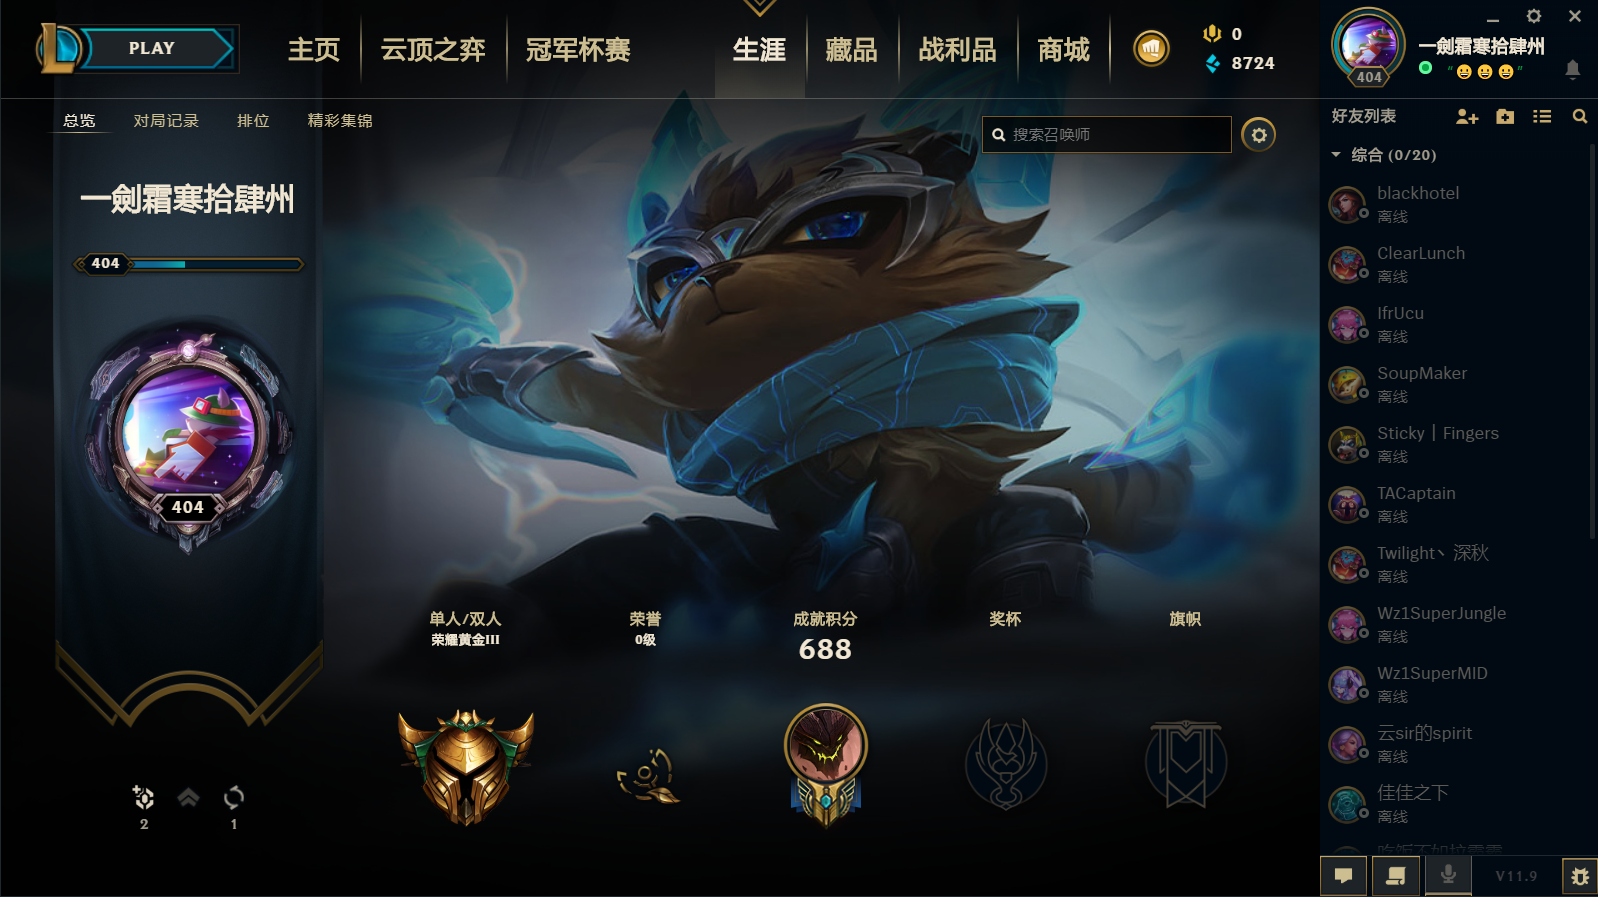 PLAY
主页
云顶之弈
冠军杯赛
生涯
藏品
战利品
商城
0
8724
一劍霜寒拾肆州
404
“😀😀😀”
总览
对局记录
排位
精彩集锦
搜索召唤师
一劍霜寒拾肆州
404
404
单人/双人
荣耀黄金III
荣誉
0级
成就积分
688
奖杯
旗帜
2
1
好友列表
综合 (0/20)
blackhotel
离线
ClearLunch
离线
IfrUcu
离线
SoupMaker
离线
Sticky丨Fingers
离线
TACaptain
离线
Twilight丶深秋
离线
Wz1SuperJungle
离线
Wz1SuperMID
离线
云sir的spirit
离线
佳佳之下
离线
V11.9